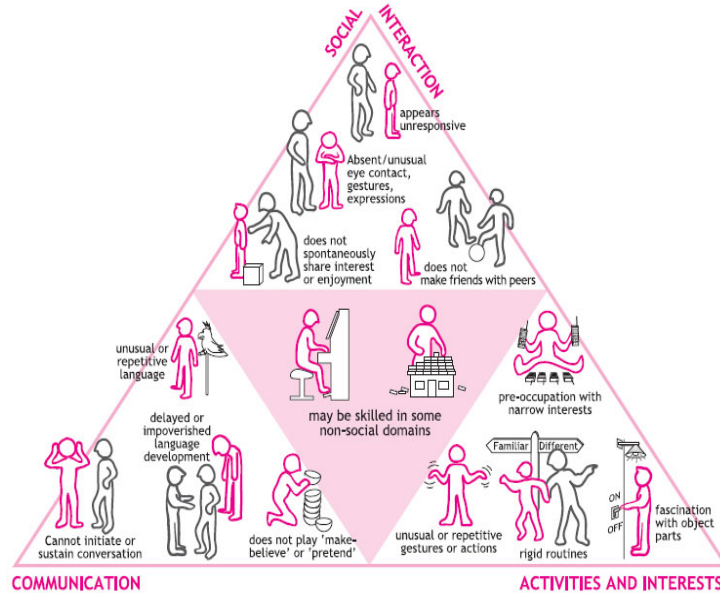 SOCIAL
INTERACTION
appears
unresponsive
Absent/unusual
eye contact,
gestures,
expressions
does not
spontaneously
share interest
or enjoyment
does not
make friends with peers
unusual or
repetitive
language
may be skilled in some
non-social domains
pre-occupation with
narrow interests
delayed or
impoverished
language
development
Cannot initiate or
sustain conversation
does not play 'make-
believe' or 'pretend'
unusual or repetitive
gestures or actions
Familiar
Different
rigid routines
ON
OFF
fascination
with object
parts
COMMUNICATION
ACTIVITIES AND INTERESTS